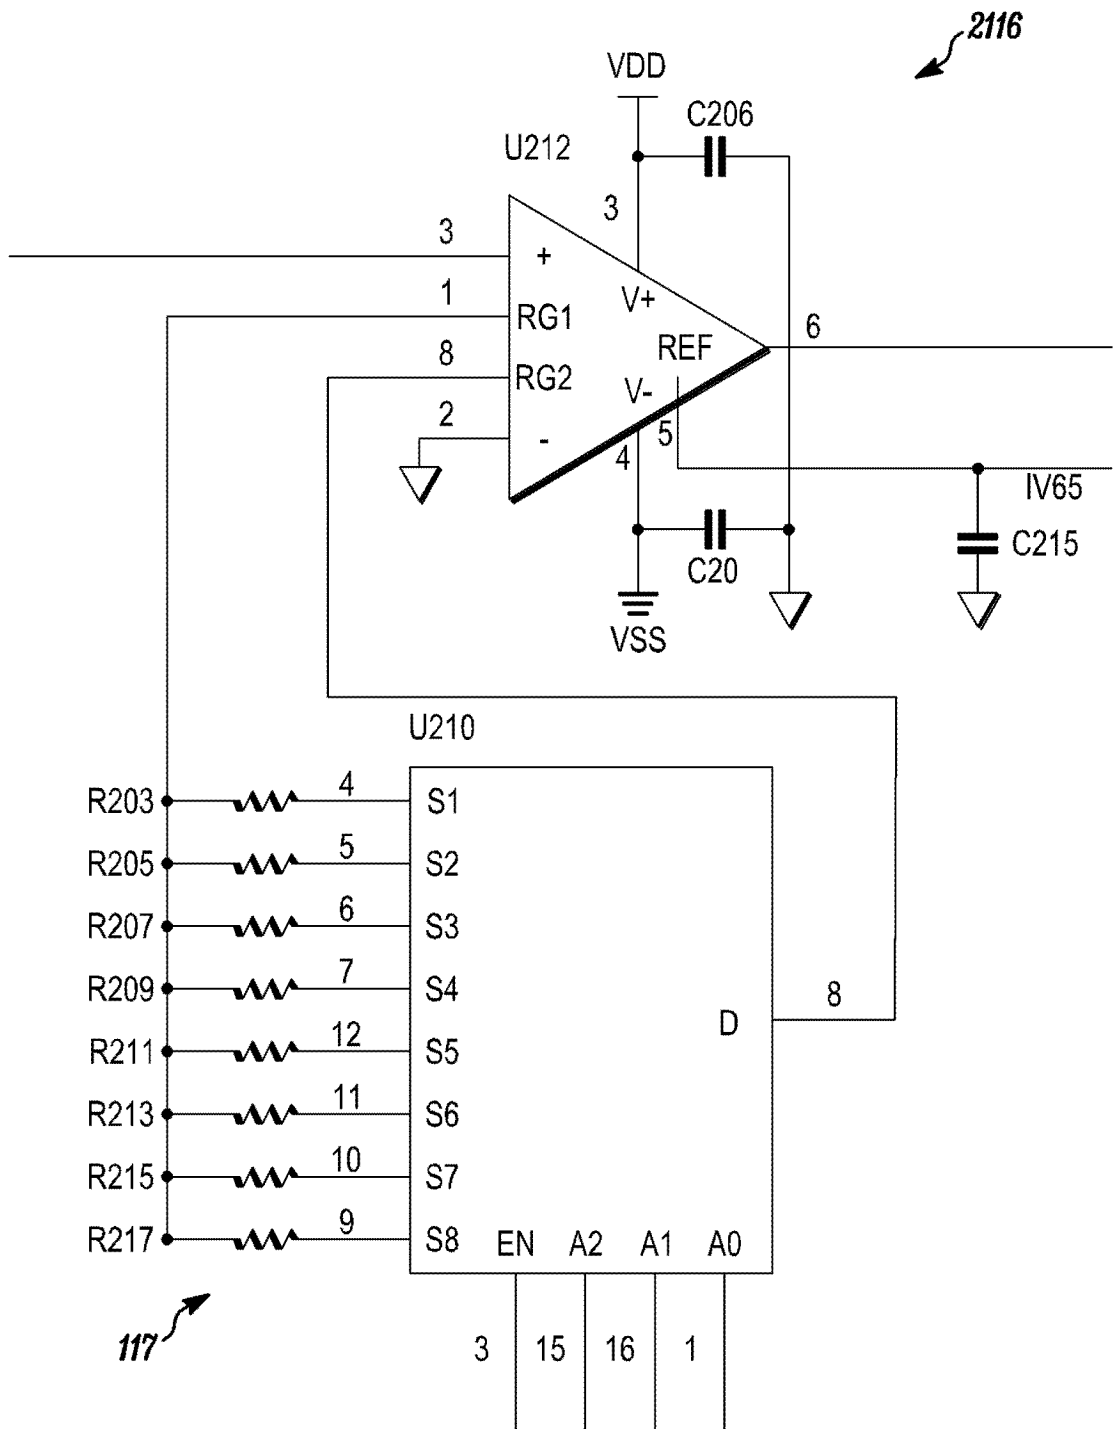 2116
VDD
C206
U212
3
3
+
1
V+
RG1
6
8
REF
RG2
V-
2
5
-
4
IV65
C215
C20
VSS
U210
R203 4 S1
R205 5 S2
R207 6 S3
R209 7 S4
8
D
R211 12 S5
R213 11 S6
R215 10 S7
R217 9 S8 EN A2 A1 A0
117
3 15 16 1